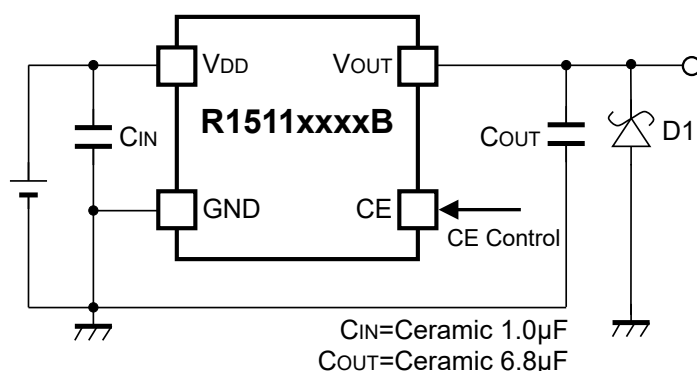 VDD
VOUT
R1511xxxxB
CIN
COUT
D1
GND
CE
CE Control
CIN=Ceramic 1.0μF
COUT=Ceramic 6.8μF